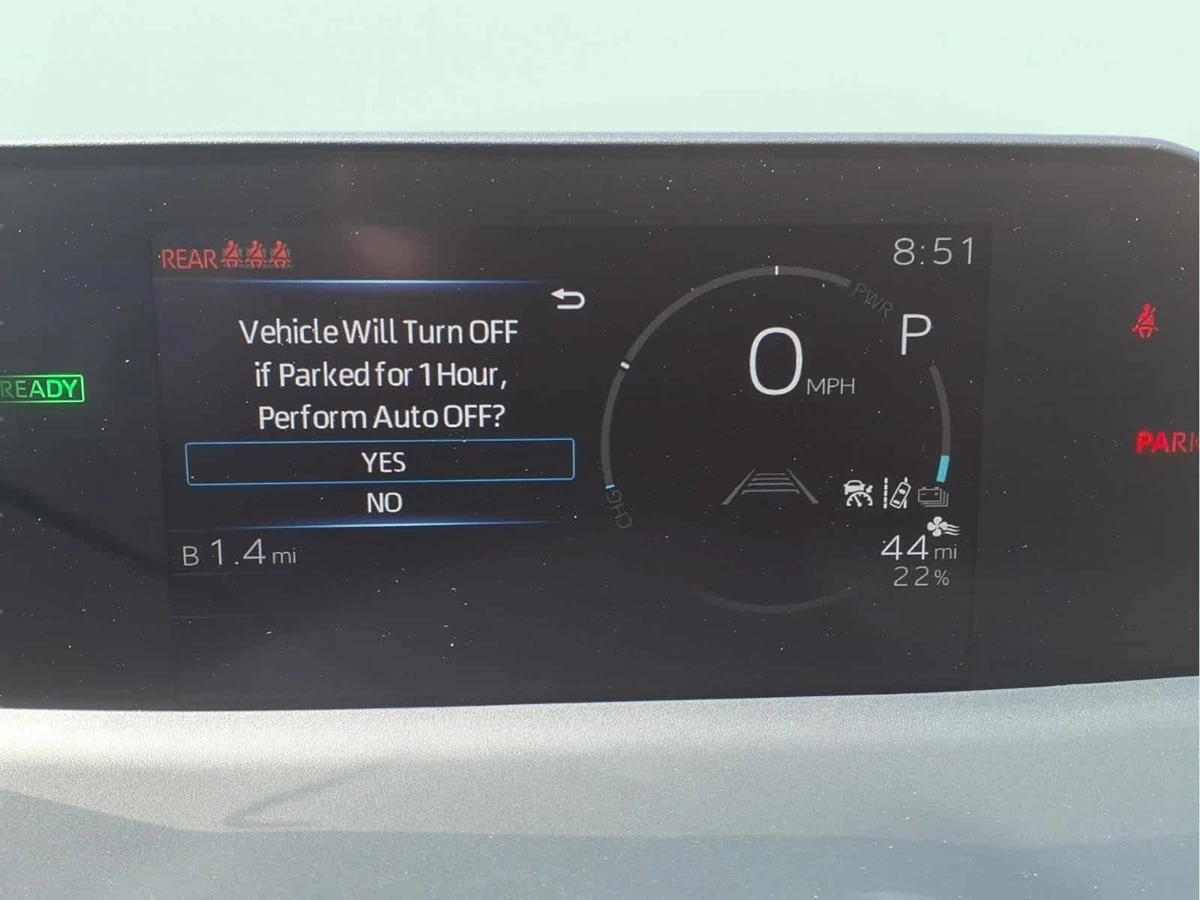 REAR
8:51
PWR
Vehicle Will Turn OFF
if Parked for 1 Hour,
Perform Auto OFF?
YES
NO
P
0 MPH
READY
PARK
CHG
B 1.4 mi
44 mi
22%